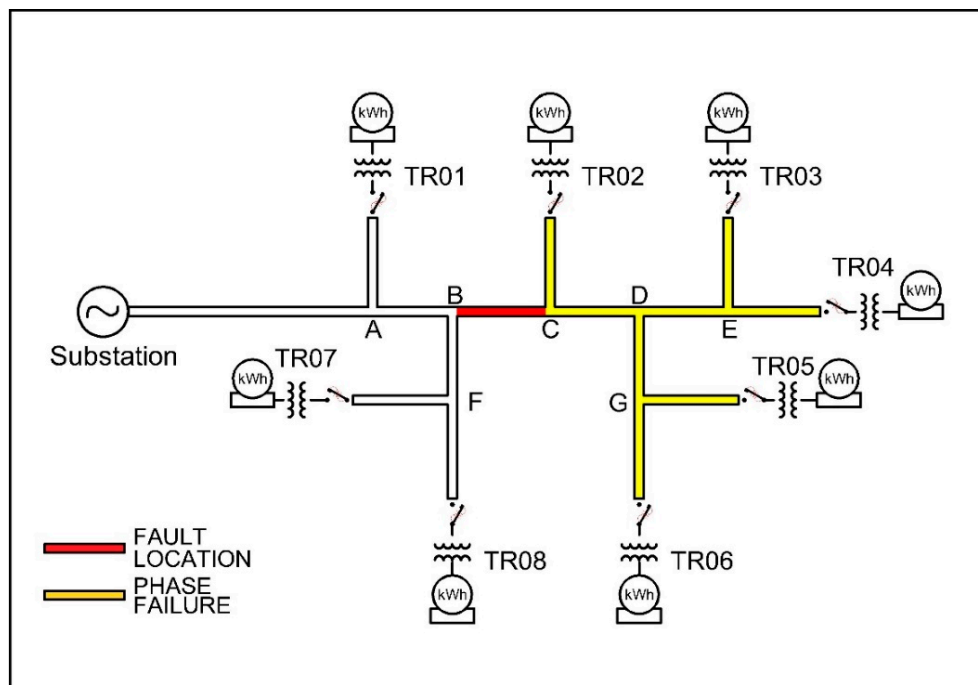 kWh
kWh
kWh
TR01
TR02
TR03
TR04
kWh
B
D
A
C
E
Substation
TR07
TR05
kWh
kWh
F
G
FAULT
LOCATION
TR08
TR06
PHASE
FAILURE
kWh
kWh